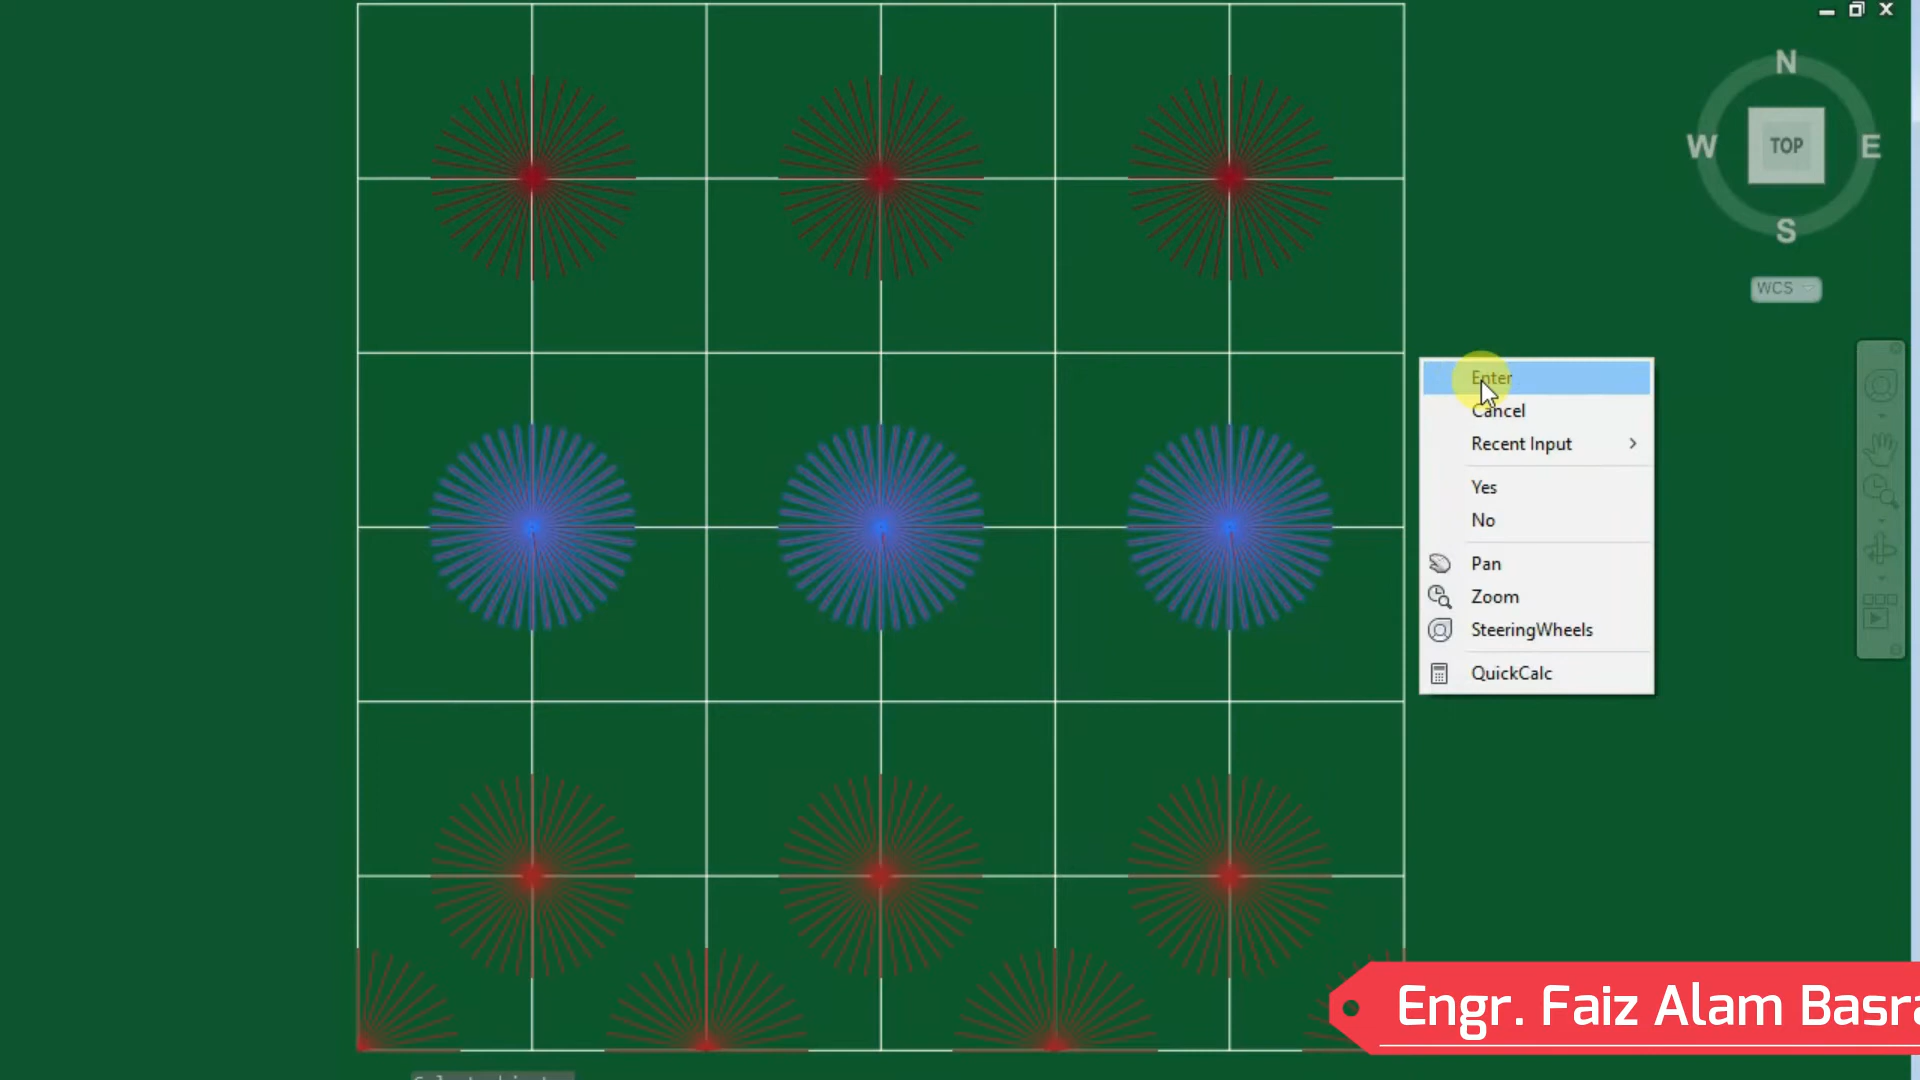 N
W
TOP
E
S
WCS
Enter
Cancel
Recent Input
Yes
No
Pan
Zoom
SteeringWheels
QuickCalc
Engr. Faiz Alam Basra